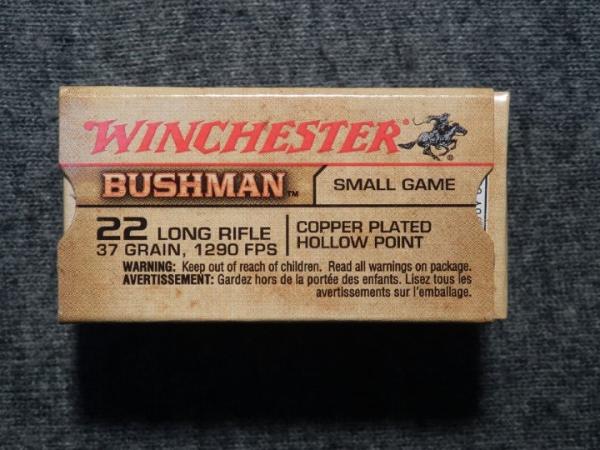 WINCHESTER®
BUSHMAN™ SMALL GAME
22 LONG RIFLE COPPER PLATED
37 GRAIN, 1290 FPS HOLLOW POINT
WARNING: Keep out of reach of children. Read all warnings on package.
AVERTISSEMENT: Gardez hors de la portée des enfants. Lisez tous les
avertissements sur l'emballage.